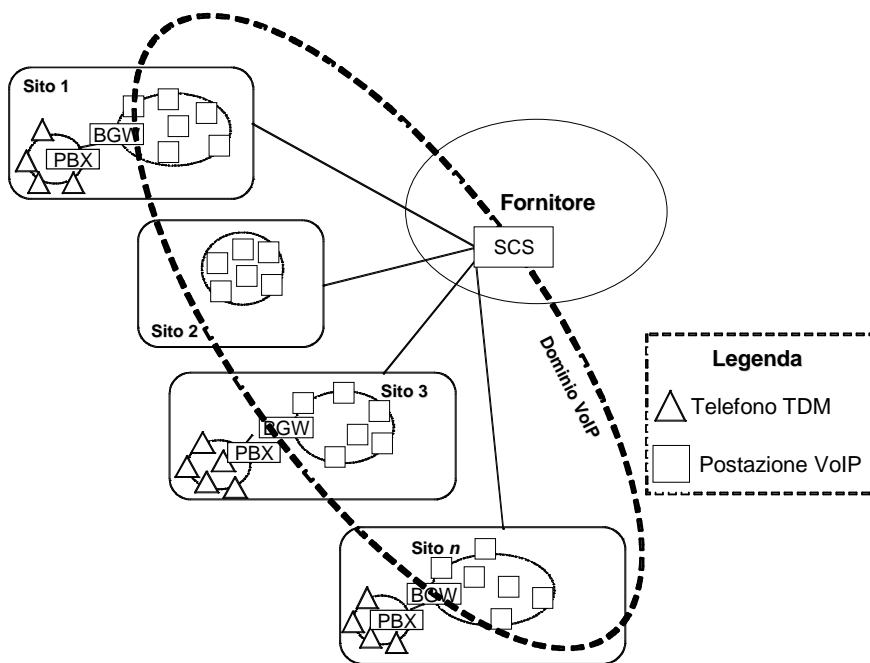 Sito 1
BGW
PBX
Fornitore
SCS
Sito 2
Dominio VoIP
Sito 3
BGW
PBX
Sito n
BGW
PBX
Legenda
Telefono TDM
Postazione VoIP